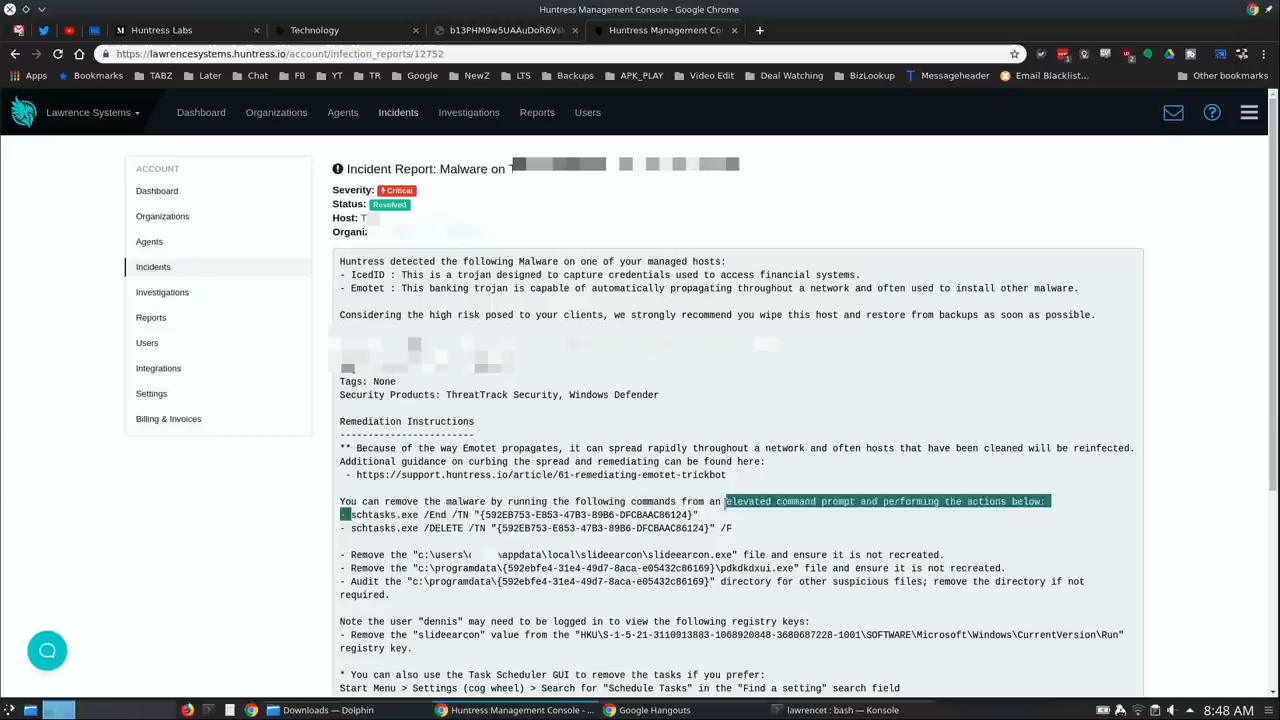 Huntress Management Console - Google Chrome
Huntress Labs
Technology
Huntress Management Co
https://lawrencesystems.huntress.io/account/infection_reports/12752
Apps Bookmarks TABZ Later Chat FB YT TR Google NewZ LTS Backups APK_PLAY Video Edit Deal Watching BizLookup Messageheader Email Blacklist... Other bookmarks
Lawrence Systems Dashboard Organizations Agents Incidents Investigations Reports Users
ACCOUNT
Dashboard
Organizations
Agents
Incidents
Investigations
Reports
Users
Integrations
Settings
Billing & Invoices
Incident Report: Malware on
Severity: Critical
Status: Resolved
Host: T
Organi
Huntress detected the following Malware on one of your managed hosts:
- IcedID : This is a trojan designed to capture credentials used to access financial systems.
- Emotet : This banking trojan is capable of automatically propagating throughout a network and often used to install other malware.
Considering the high risk posed to your clients, we strongly recommend you wipe this host and restore from backups as soon as possible.
Tags: None
Security Products: ThreatTrack Security, Windows Defender
Remediation Instructions
------------------------
** Because of the way Emotet propagates, it can spread rapidly throughout a network and often hosts that have been cleaned will be reinfected.
Additional guidance on curbing the spread and remediating can be found here:
- https://support.huntress.io/article/61-remediating-emotet-trickbot
You can remove the malware by running the following commands from an elevated command prompt and performing the actions below:
- schtasks.exe /End /TN "{592EB753-E853-47B3-89B6-DFCBAAC86124}"
- schtasks.exe /DELETE /TN "{592EB753-E853-47B3-89B6-DFCBAAC86124}" /F
- Remove the "c:\users\ \appdata\local\slideearcon\slideearcon.exe" file and ensure it is not recreated.
- Remove the "c:\programdata\{592ebfe4-31e4-49d7-8aca-e05432c86169}\pdkdkdxui.exe" file and ensure it is not recreated.
- Audit the "c:\programdata\{592ebfe4-31e4-49d7-8aca-e05432c86169}" directory for other suspicious files; remove the directory if not
required.
Note the user "dennis" may need to be logged in to view the following registry keys:
- Remove the "slideearcon" value from the "HKU\S-1-5-21-3110913883-1068920848-3680687228-1001\SOFTWARE\Microsoft\Windows\CurrentVersion\Run"
registry key.
* You can also use the Task Scheduler GUI to remove the tasks if you prefer:
Start Menu > Settings (cog wheel) > Search for "Schedule Tasks" in the "Find a setting" search field
Downloads — Dolphin
Huntress Management Console - ...
Google Hangouts
lawrencet : bash — Konsole
8:48 AM